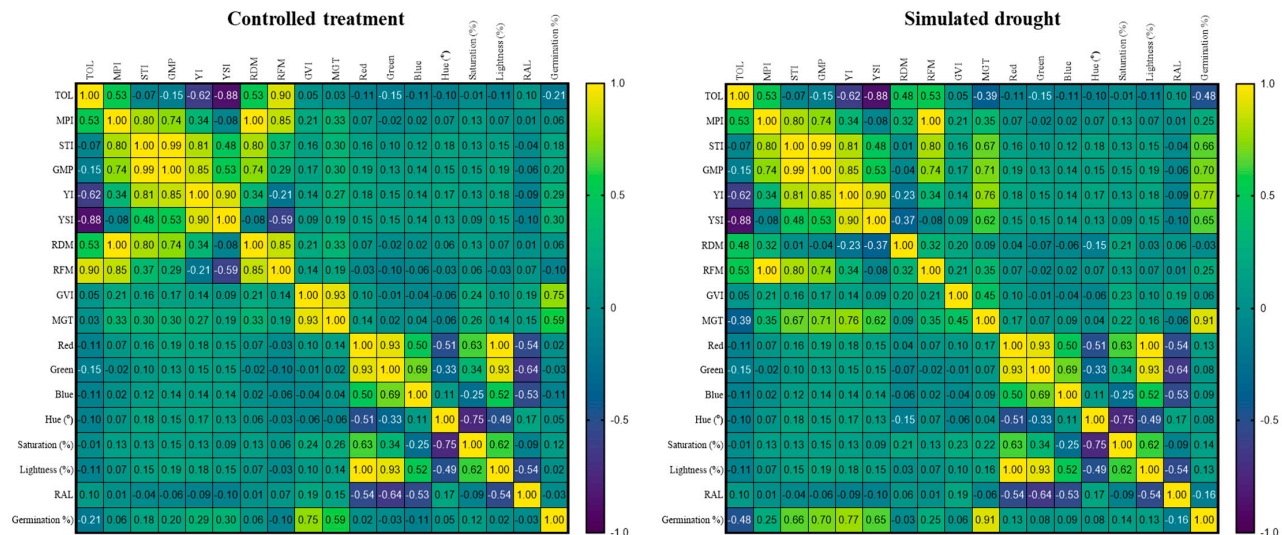 Controlled treatment
TOL MPI STI GMP YI YSI RDM RFM GVI MGT Red Green Blue Hue (°) Saturation (%) Lightness (%) RAL Germination %)
TOL 1.00 0.53 -0.07 -0.15 -0.62 -0.88 0.53 0.90 0.05 0.03 -0.11 -0.15 -0.11 -0.10 -0.01 -0.11 0.10 -0.21
MPI 0.53 1.00 0.80 0.74 0.34 -0.08 1.00 0.85 0.21 0.33 0.07 -0.02 0.02 0.07 0.13 0.07 0.01 0.06
STI -0.07 0.80 1.00 0.99 0.81 0.48 0.80 0.37 0.16 0.30 0.16 0.10 0.12 0.18 0.13 0.15 -0.04 0.18
GMP -0.15 0.74 0.99 1.00 0.85 0.53 0.74 0.29 0.17 0.30 0.19 0.13 0.14 0.15 0.13 0.19 -0.06 0.20
YI -0.62 0.34 0.81 0.85 1.00 0.90 0.34 -0.21 0.14 0.27 0.18 0.15 0.14 0.17 0.13 0.18 -0.09 0.29
YSI -0.88 -0.08 0.48 0.53 0.90 1.00 -0.08 -0.59 0.09 0.19 0.15 0.15 0.14 0.13 0.09 0.15 -0.10 0.30
RDM 0.53 1.00 0.80 0.74 0.34 -0.08 1.00 0.85 0.21 0.33 0.07 -0.02 0.02 0.06 0.13 0.07 0.01 0.06
RFM 0.90 0.85 0.37 0.29 -0.21 -0.59 0.85 1.00 0.14 0.19 -0.03 -0.10 -0.03 0.06 -0.03 0.07 -0.10
GVI 0.05 0.21 0.16 0.17 0.14 0.09 0.21 0.14 1.00 0.93 0.10 -0.01 -0.04 -0.06 0.24 0.10 0.19 0.75
MGT 0.03 0.33 0.30 0.30 0.27 0.19 0.33 0.19 0.93 1.00 0.14 0.02 -0.06 0.26 0.14 0.15 0.59
Red -0.11 0.07 0.16 0.19 0.18 0.15 0.07 -0.03 0.10 0.14 1.00 0.93 0.50 -0.51 0.63 1.00 -0.54 0.02
Green -0.15 -0.02 0.10 0.13 0.15 0.15 -0.02 -0.10 -0.01 0.02 0.93 1.00 0.69 -0.33 0.34 0.93 -0.64 -0.03
Blue -0.11 0.02 0.12 0.14 0.14 0.14 0.02 -0.04 0.50 0.69 1.00 0.11 -0.25 0.52 -0.53 -0.11
Hue (°) -0.10 0.07 0.18 0.15 0.17 0.13 0.06 -0.03 -0.06 -0.06 -0.51 -0.33 0.11 1.00 -0.75 -0.49 0.17 0.05
Saturation (%) -0.01 0.13 0.13 0.13 0.13 0.09 0.13 0.06 0.24 0.26 0.63 0.34 -0.25 -0.75 1.00 0.62 -0.09 0.12
Lightness (%) -0.11 0.07 0.15 0.19 0.18 0.15 0.07 -0.03 0.10 0.14 1.00 0.93 0.52 -0.49 0.62 1.00 -0.54 0.02
RAL 0.10 0.01 -0.04 -0.06 -0.09 -0.10 0.01 0.07 0.19 0.15 -0.54 -0.64 -0.53 0.17 -0.09 -0.54 1.00 -0.03
Germination %) -0.21 0.06 0.18 0.20 0.29 0.30 0.06 -0.10 0.75 0.59 0.02 -0.03 -0.11 0.05 0.12 0.02 -0.03 1.00
1.0
0.5
0
-0.5
-1.0
Simulated drought
TOL MPI STI GMP YI YSI RDM RFM GVI MGT Red Green Blue Hue (°) Saturation (%) Lightness (%) RAL Germination %)
TOL 1.00 0.53 -0.07 -0.15 -0.62 -0.88 0.48 0.53 0.05 -0.39 -0.11 -0.15 -0.11 -0.10 -0.01 -0.11 0.10 -0.48
MPI 0.53 1.00 0.80 0.74 0.34 -0.08 0.32 1.00 0.21 0.35 0.07 -0.02 0.02 0.07 0.13 0.07 0.01 0.25
STI -0.07 0.80 1.00 0.99 0.81 0.48 0.01 0.80 0.16 0.67 0.16 0.10 0.12 0.18 0.13 0.15 -0.04 0.66
GMP -0.15 0.74 0.99 1.00 0.85 0.53 -0.04 0.74 0.17 0.71 0.19 0.13 0.14 0.15 0.13 0.19 -0.06 0.70
YI -0.62 0.34 0.81 0.85 1.00 0.90 -0.23 0.34 0.14 0.76 0.18 0.15 0.14 0.17 0.13 0.18 -0.09 0.77
YSI -0.88 -0.08 0.48 0.53 0.90 1.00 -0.37 -0.08 0.09 0.62 0.15 0.15 0.14 0.13 0.09 0.15 -0.10 0.65
RDM 0.48 0.32 0.01 -0.04 -0.23 -0.37 1.00 0.32 0.20 0.09 0.04 -0.07 -0.06 -0.15 0.21 0.03 -0.00 -0.03
RFM 0.53 1.00 0.80 0.74 0.34 -0.08 0.32 1.00 0.21 0.35 0.07 -0.02 0.02 0.07 0.13 0.07 0.01 0.25
GVI 0.05 0.21 0.16 0.17 0.14 0.09 0.20 0.21 1.00 0.45 0.10 -0.01 -0.04 -0.06 0.23 0.10 0.19 0.06
MGT -0.39 0.35 0.67 0.71 0.76 0.62 0.09 0.35 0.45 1.00 0.17 0.07 0.09 0.04 0.22 0.16 -0.06 0.91
Red -0.11 0.07 0.16 0.19 0.18 0.15 0.04 0.07 0.10 0.17 1.00 0.93 0.50 -0.51 0.63 1.00 -0.54 0.13
Green -0.15 -0.02 0.10 0.13 0.15 0.15 -0.07 -0.02 -0.01 0.07 0.93 1.00 0.69 -0.33 0.34 0.93 -0.64 0.08
Blue -0.11 0.02 0.12 0.14 0.14 0.14 -0.06 0.02 -0.04 0.09 0.50 0.69 1.00 0.11 -0.25 0.52 -0.53 0.09
Hue (°) -0.10 0.07 0.18 0.15 0.17 0.13 -0.15 0.07 -0.06 0.04 -0.51 -0.33 0.11 1.00 -0.75 -0.49 0.17 0.08
Saturation (%) -0.01 0.13 0.13 0.13 0.13 0.09 0.21 0.13 0.23 0.22 0.63 0.34 -0.25 -0.75 1.00 0.62 -0.09 0.14
Lightness (%) -0.11 0.07 0.15 0.19 0.18 0.15 0.03 0.07 0.10 0.16 1.00 0.93 0.52 -0.49 0.62 1.00 -0.54 0.13
RAL 0.10 0.01 -0.04 -0.06 -0.09 -0.10 -0.00 0.01 0.19 -0.06 -0.54 -0.64 -0.53 0.17 -0.09 -0.54 1.00 -0.16
Germination %) -0.48 0.25 0.66 0.70 0.77 0.65 -0.03 0.25 0.06 0.91 0.13 0.08 0.09 0.08 0.14 0.13 -0.16 1.00
1.0
0.5
0
-0.5
-1.0